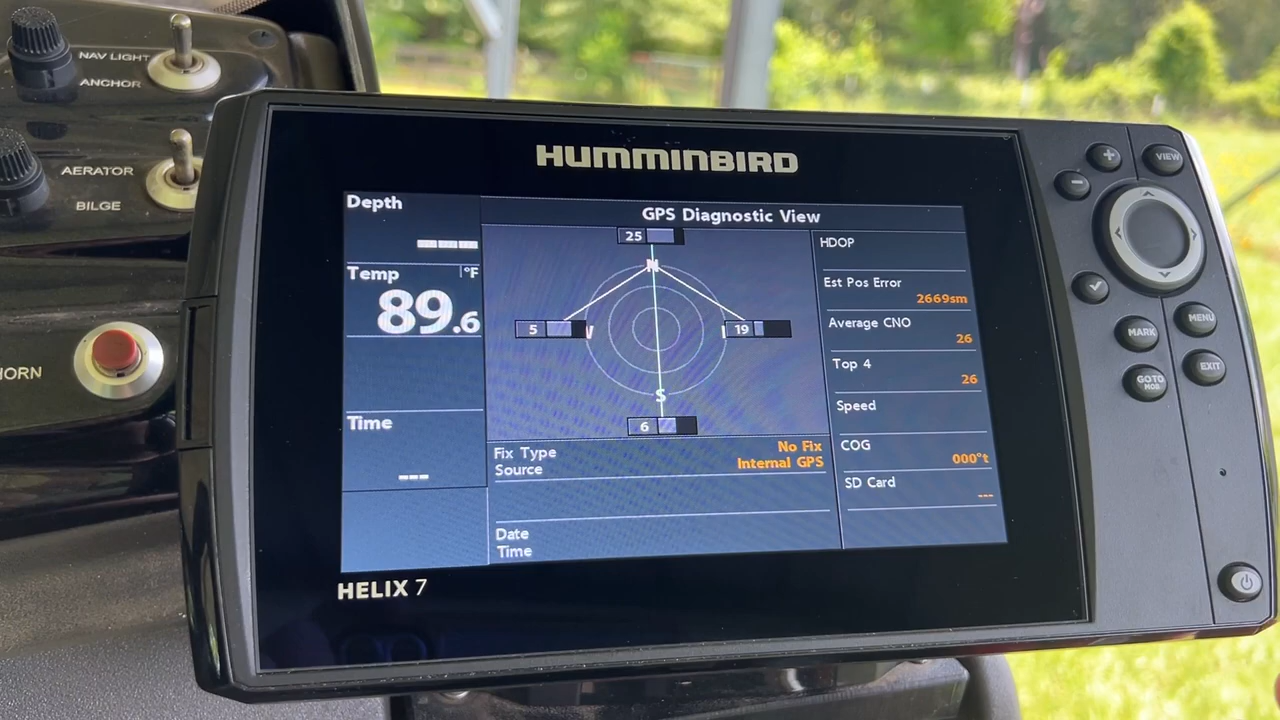 NAV LIGHT
ANCHOR
AERATOR
BILGE
HORN
HUMMINBIRD
Depth
Temp °F
89.6
Time
---
GPS Diagnostic View
25
N
5
19
S
6
Fix Type No Fix
Source Internal GPS
Date
Time
HDOP
Est Pos Error
2669sm
Average CNO
26
Top 4
26
Speed
COG
000°t
SD Card
---
HELIX 7
+
-
VIEW
MARK
MENU
GO TO
MOB
EXIT